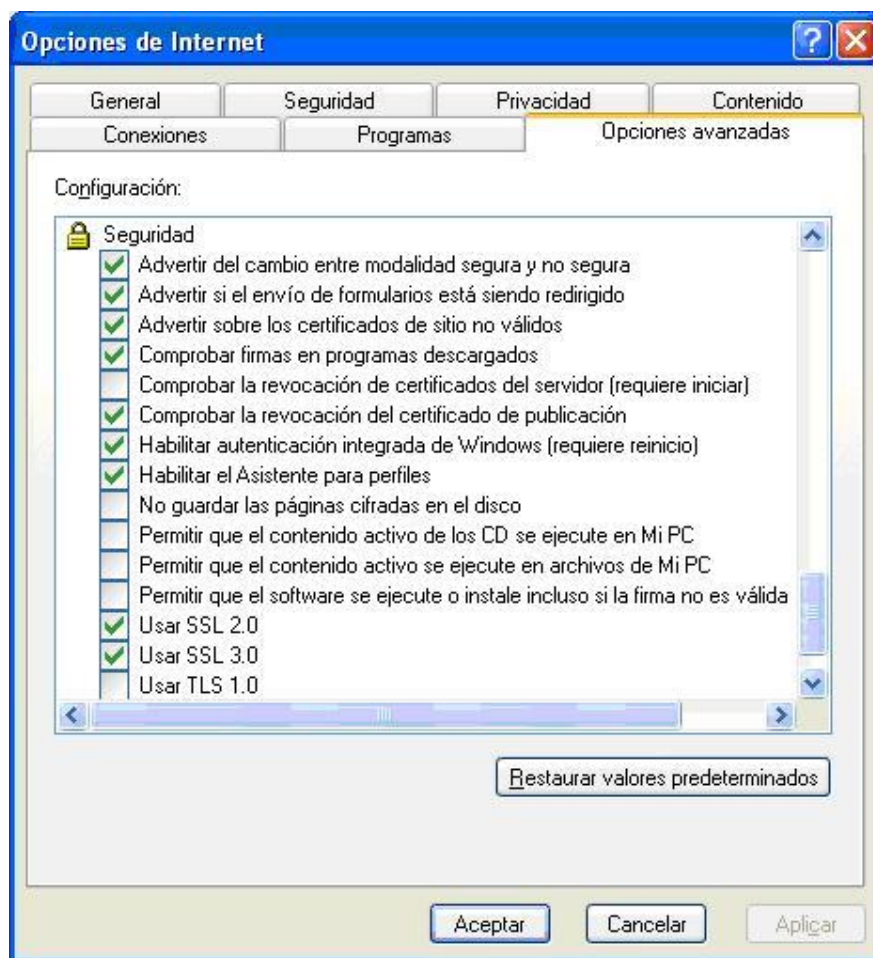 Opciones de Internet
General Seguridad Privacidad Contenido
Conexiones Programas Opciones avanzadas
Configuración:
Seguridad
Advertir del cambio entre modalidad segura y no segura
Advertir si el envío de formularios está siendo redirigido
Advertir sobre los certificados de sitio no válidos
Comprobar firmas en programas descargados
Comprobar la revocación de certificados del servidor (requiere iniciar)
Comprobar la revocación del certificado de publicación
Habilitar autenticación integrada de Windows (requiere reinicio)
Habilitar el Asistente para perfiles
No guardar las páginas cifradas en el disco
Permitir que el contenido activo de los CD se ejecute en Mi PC
Permitir que el contenido activo se ejecute en archivos de Mi PC
Permitir que el software se ejecute o instale incluso si la firma no es válida
Usar SSL 2.0
Usar SSL 3.0
Usar TLS 1.0
Restaurar valores predeterminados
Aceptar Cancelar Aplicar